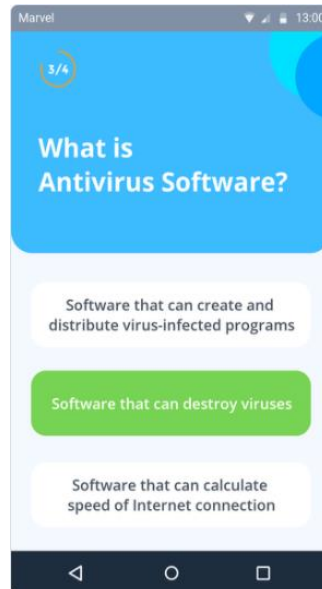 Marvel
13:00
3/4
What is
Antivirus Software?
Software that can create and
distribute virus-infected programs
Software that can destroy viruses
Software that can calculate
speed of Internet connection